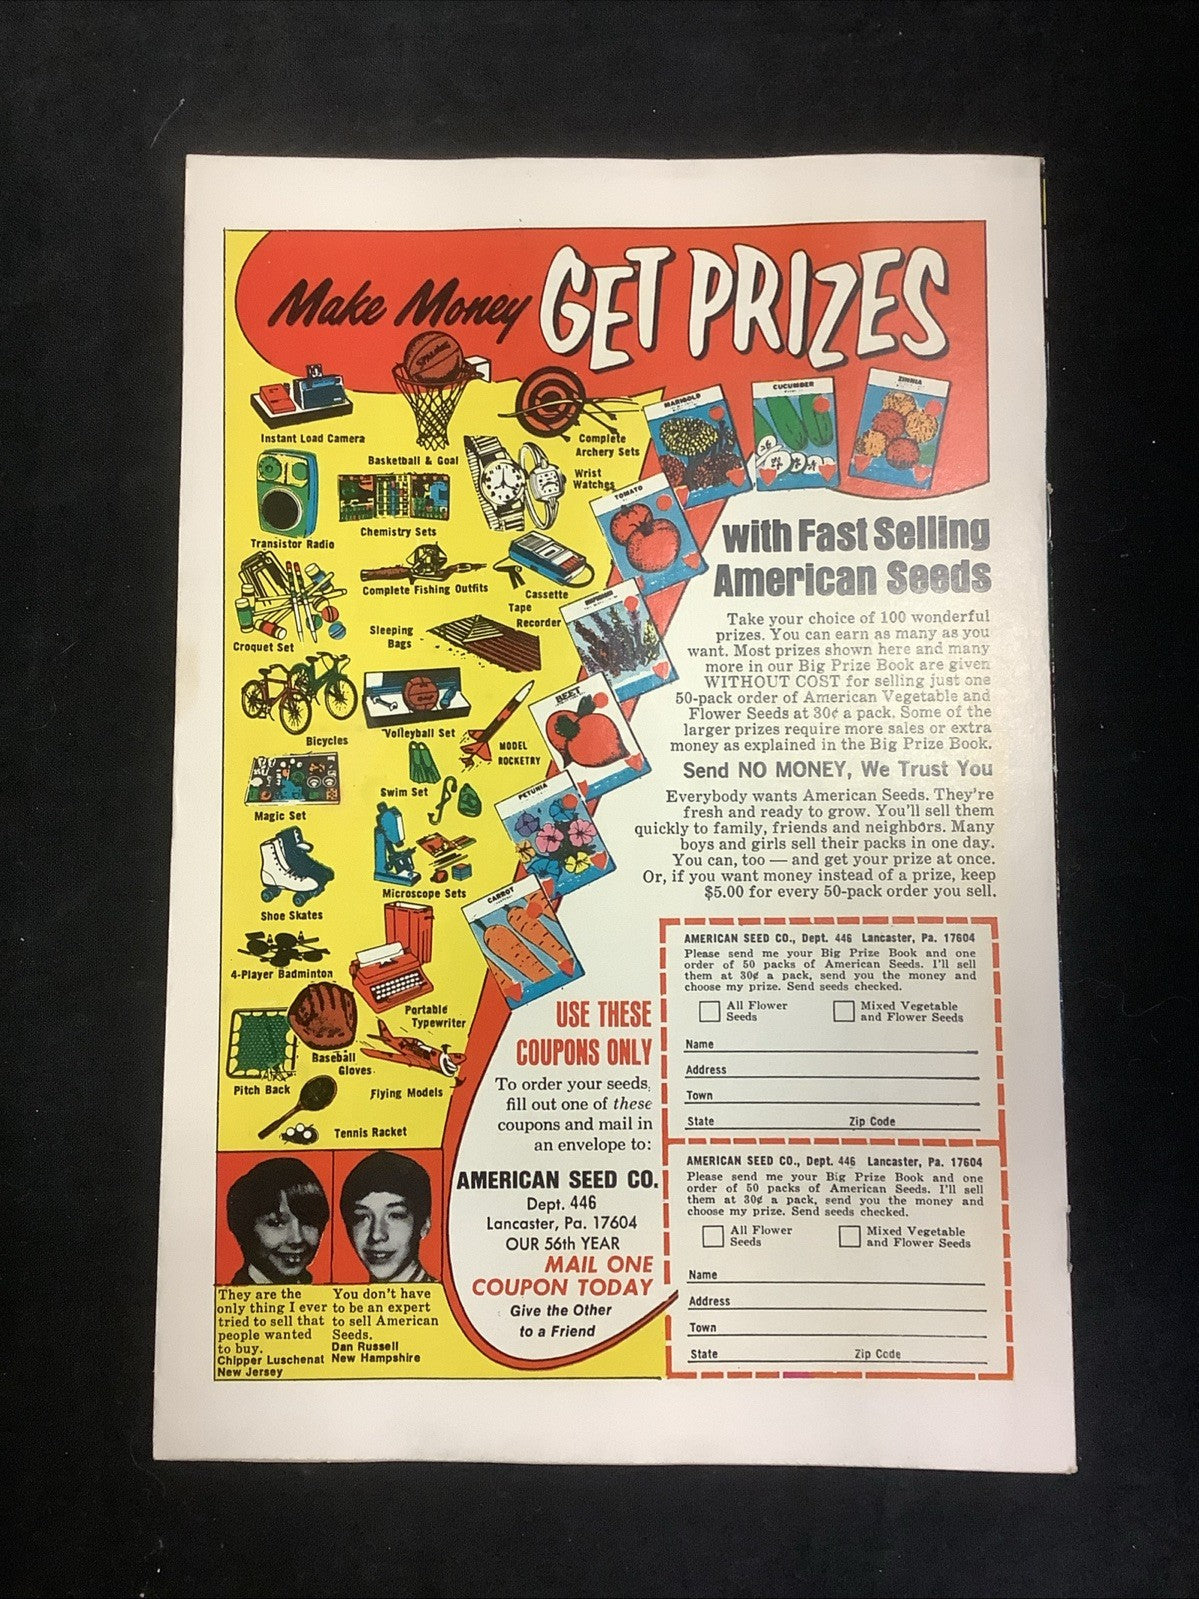 Make Money GET PRIZES
SPALDING
Instant Load Camera
Basketball & Goal
Complete
Archery Sets
Wrist
Watches
Transistor Radio
Chemistry Sets
Complete Fishing Outfits
Cassette
Tape
Recorder
Croquet Set
Sleeping
Bags
Bicycles
Volleyball Set
MODEL
ROCKETRY
Magic Set
Swim Set
Shoe Skates
Microscope Sets
4-Player Badminton
Portable
Typewriter
Pitch Back
Baseball
Gloves
Flying Models
Tennis Racket
MARIGOLD
CUCUMBER
ZINNIA
TOMATO
BEET
PETUNIA
CARROT
with Fast Selling
American Seeds
Take your choice of 100 wonderful
prizes. You can earn as many as you
want. Most prizes shown here and many
more in our Big Prize Book are given
WITHOUT COST for selling just one
50-pack order of American Vegetable and
Flower Seeds at 30¢ a pack. Some of the
larger prizes require more sales or extra
money as explained in the Big Prize Book.
Send NO MONEY, We Trust You
Everybody wants American Seeds. They're
fresh and ready to grow. You'll sell them
quickly to family, friends and neighbors. Many
boys and girls sell their packs in one day.
You can, too — and get your prize at once.
Or, if you want money instead of a prize, keep
$5.00 for every 50-pack order you sell.
USE THESE
COUPONS ONLY
To order your seeds,
fill out one of these
coupons and mail in
an envelope to:
AMERICAN SEED CO.
Dept. 446
Lancaster, Pa. 17604
OUR 56th YEAR
MAIL ONE
COUPON TODAY
Give the Other
to a Friend
AMERICAN SEED CO., Dept. 446 Lancaster, Pa. 17604
Please send me your Big Prize Book and one
order of 50 packs of American Seeds. I'll sell
them at 30¢ a pack, send you the money and
choose my prize. Send seeds checked.
All Flower
Seeds
Mixed Vegetable
and Flower Seeds
Name
Address
Town
State Zip Code
AMERICAN SEED CO., Dept. 446 Lancaster, Pa. 17604
Please send me your Big Prize Book and one
order of 50 packs of American Seeds. I'll sell
them at 30¢ a pack, send you the money and
choose my prize. Send seeds checked.
All Flower
Seeds
Mixed Vegetable
and Flower Seeds
Name
Address
Town
State Zip Code
They are the
only thing I ever
tried to sell that
people wanted
to buy.
Chipper Luschenat
New Jersey
You don't have
to be an expert
to sell American
Seeds.
Dan Russell
New Hampshire